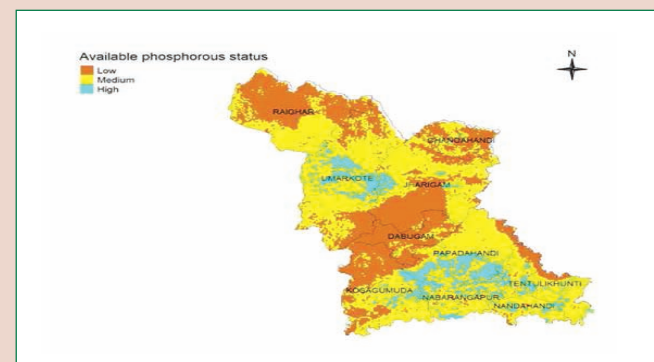 Available phosphorous status
N
Low
Medium
High
RAIGHAR
CHANDAHANDI
UMARKOTE
JHARIGAM
DABUGAM
PAPADAHANDI
KOSAGUMUDA
TENTULIKHUNTI
NABARANGAPUR
NANDAHANDI